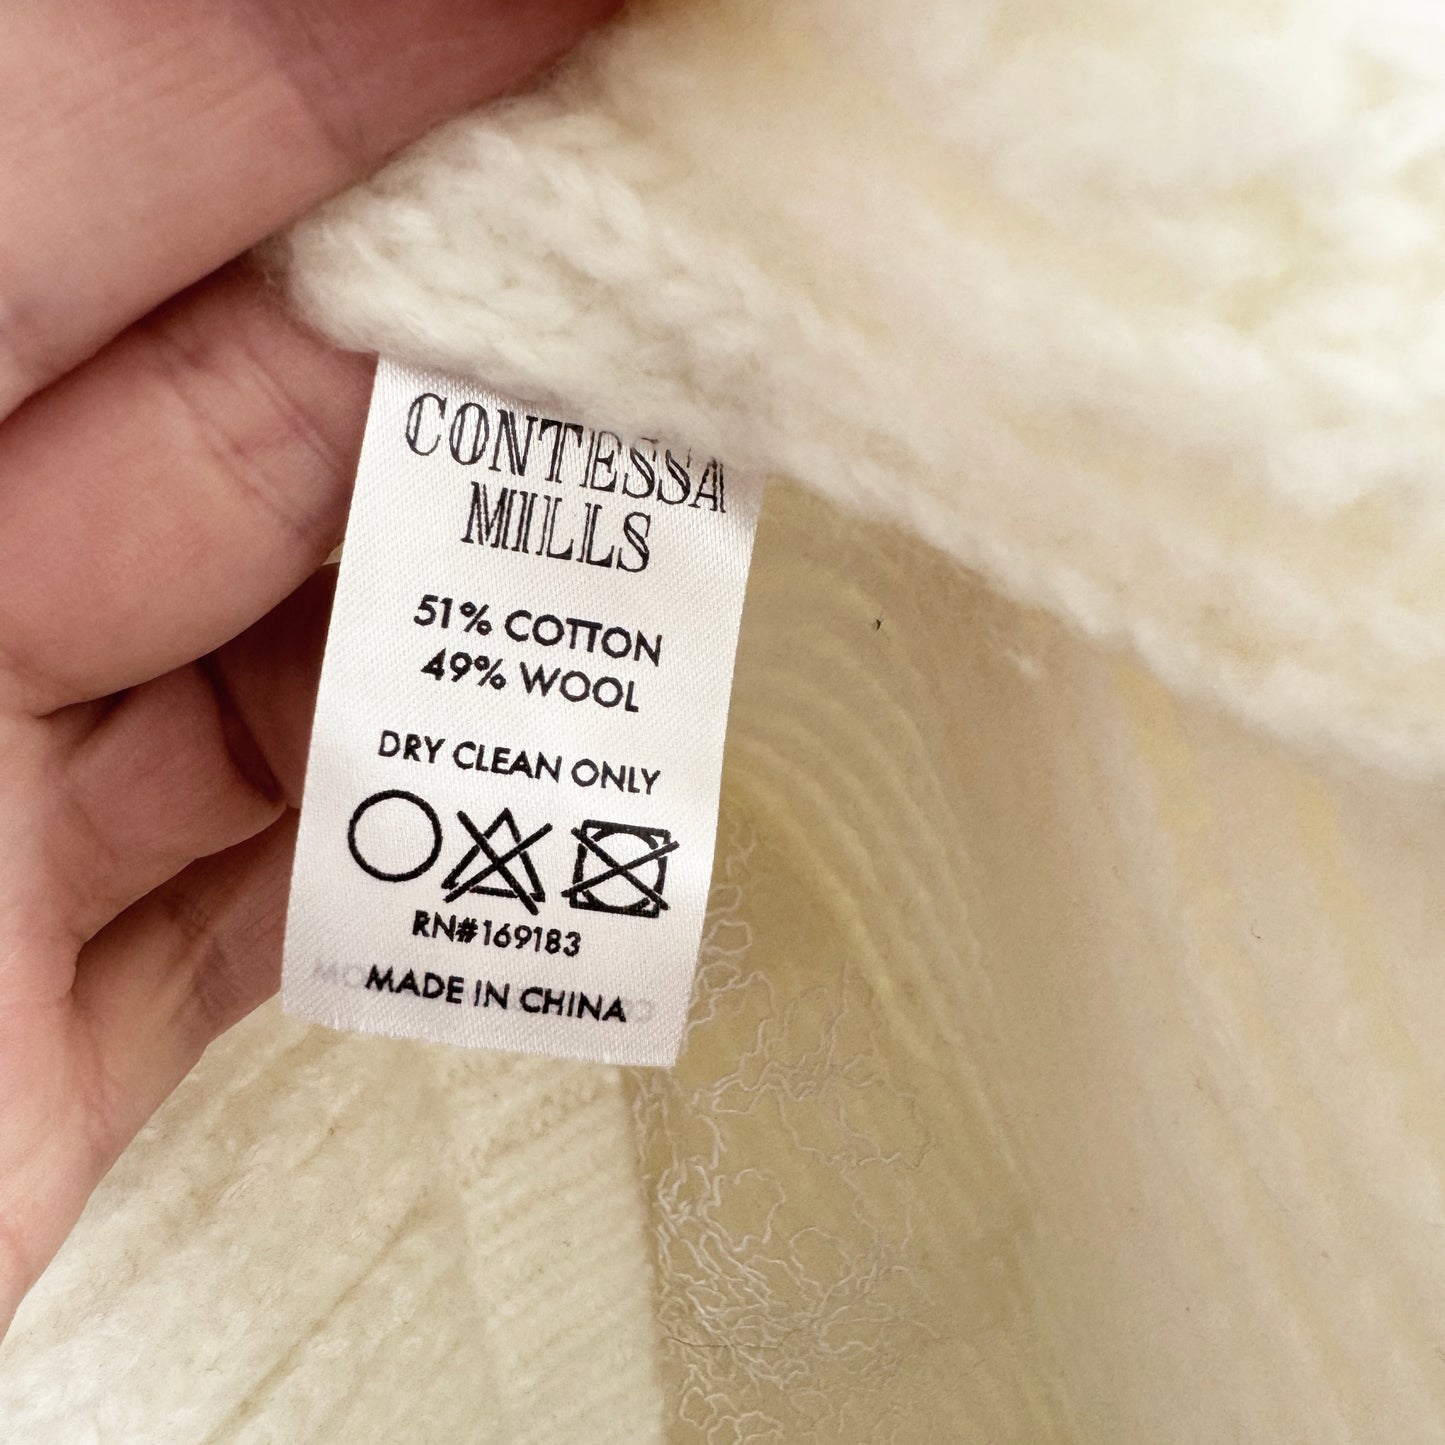 CONTESSA
MILLS
51% COTTON
49% WOOL
DRY CLEAN ONLY
RN#169183
MADE IN CHINA